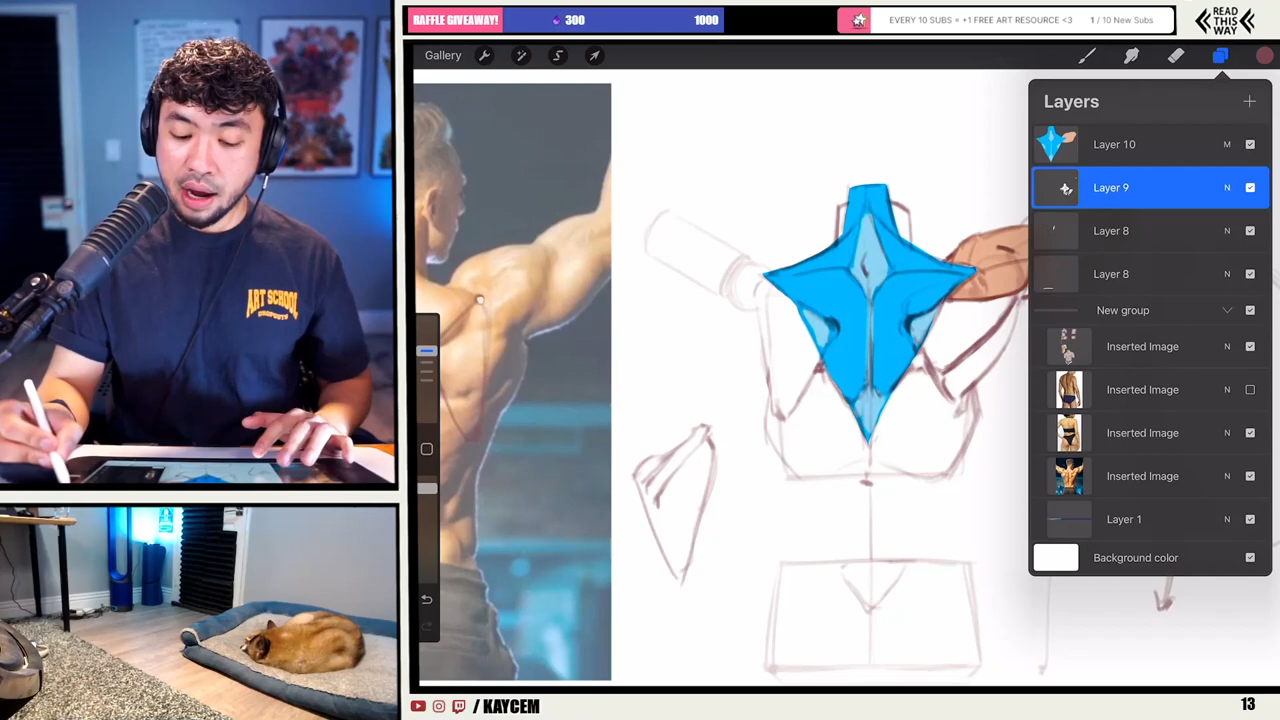 RAFFLE GIVEAWAY! 300 1000
EVERY 10 SUBS = +1 FREE ART RESOURCE <3 1 / 10 New Subs
READ
THIS
WAY
Gallery
Layers
Layer 10 M
Layer 9 N
Layer 8 N
Layer 8 N
New group
Inserted Image N
Inserted Image N
Inserted Image N
Inserted Image N
Layer 1 N
Background color
ART SCHOOL
DROPOUTS
/ KAYCEM
13